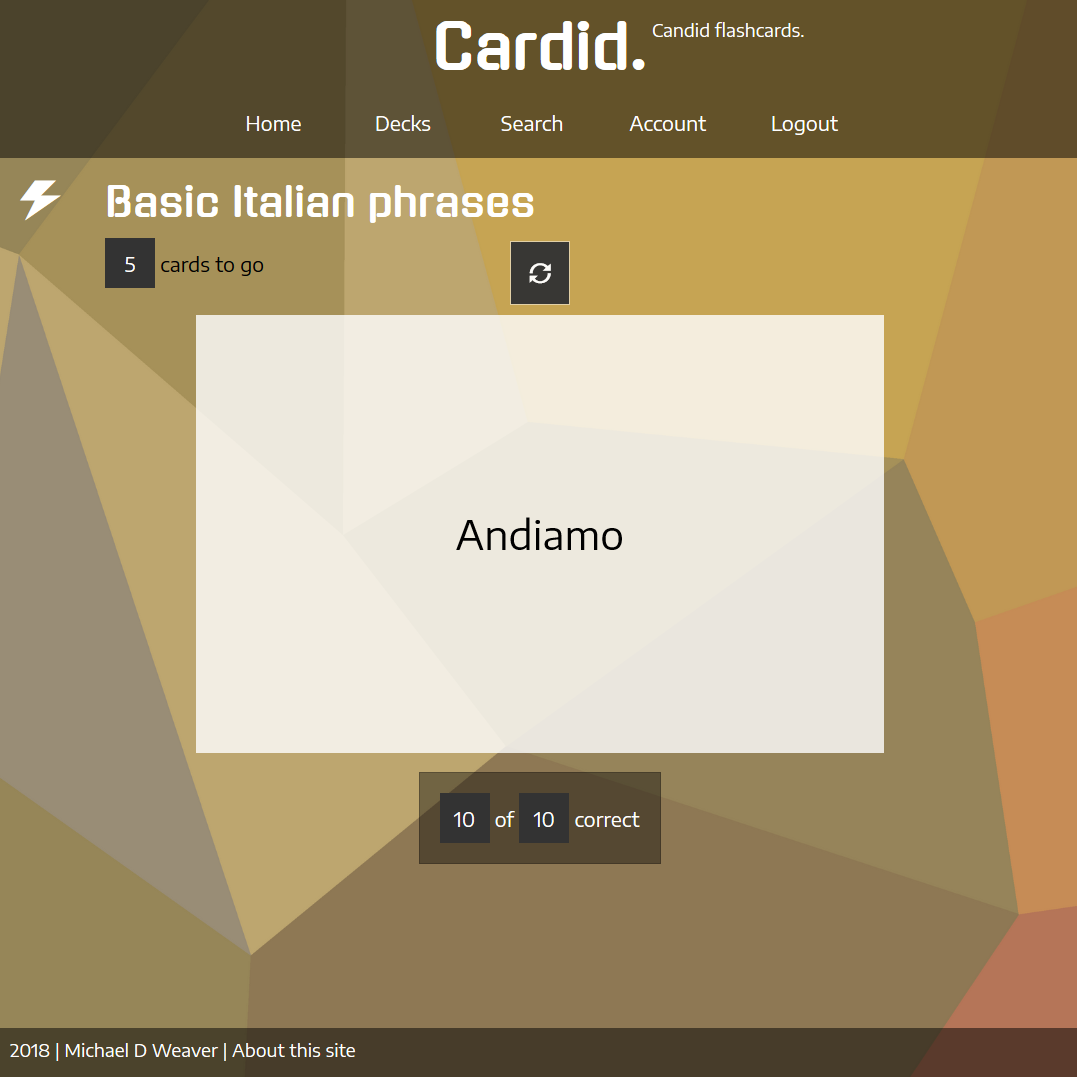 Cardid. Candid flashcards.
Home Decks Search Account Logout
Basic Italian phrases
5 cards to go
Andiamo
10 of 10 correct
2018 | Michael D Weaver | About this site